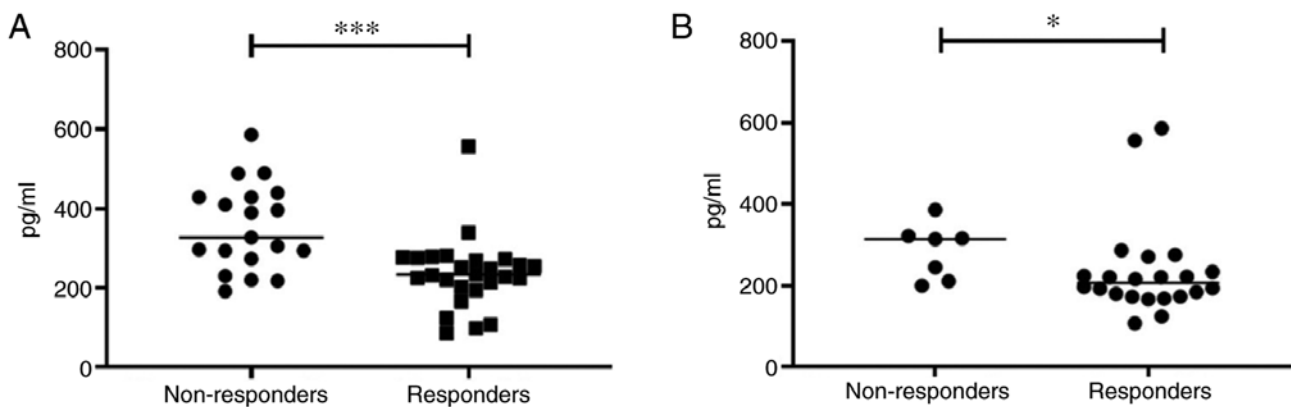 A
***
800
600
400
200
0
pg/ml
Non-responders
Responders
B
*
800
600
400
200
0
pg/ml
Non-responders
Responders